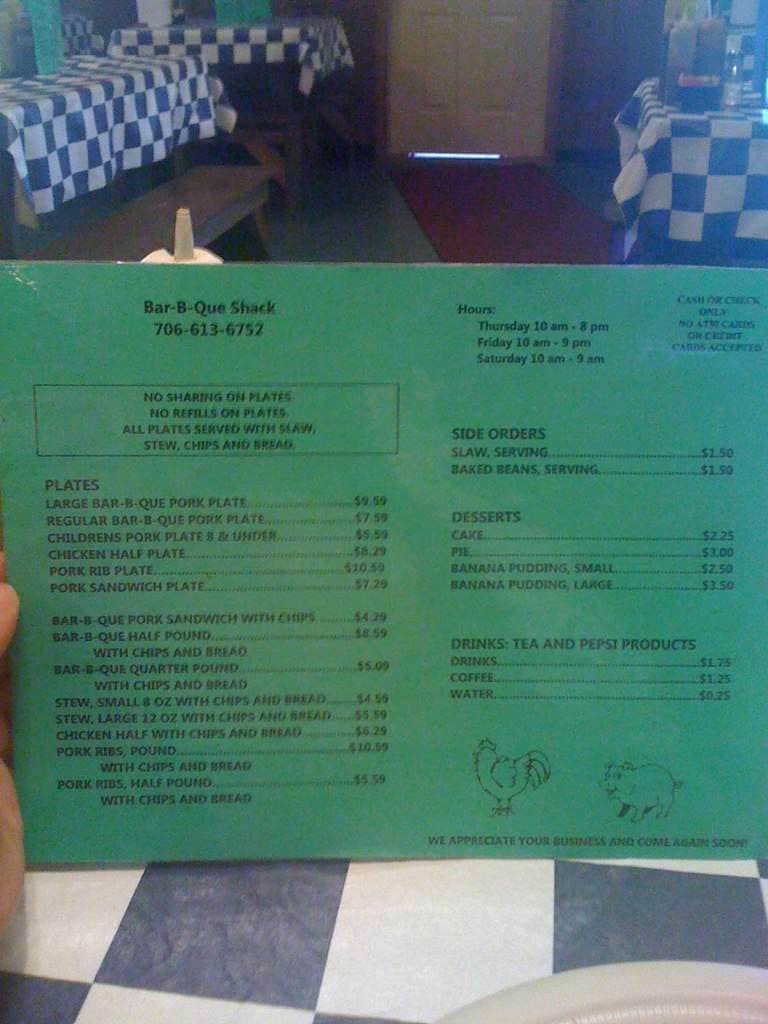 Bar-B-Que Shack
706-613-6752
Hours:
Thursday 10 am - 8 pm
Friday 10 am - 9 pm
Saturday 10 am - 9 am
CASH OR CHECK
ONLY
NO ATM CARDS
OR CREDIT
CARDS ACCEPTED
NO SHARING ON PLATES
NO REFILLS ON PLATES
ALL PLATES SERVED WITH SLAW,
STEW, CHIPS AND BREAD
PLATES
LARGE BAR-B-QUE PORK PLATE $9.59
REGULAR BAR-B-QUE PORK PLATE $7.59
CHILDRENS PORK PLATE 8 & UNDER $5.59
CHICKEN HALF PLATE $8.29
PORK RIB PLATE $10.59
PORK SANDWICH PLATE $7.29
BAR-B-QUE PORK SANDWICH WITH CHIPS $4.29
BAR-B-QUE HALF POUND $8.59
WITH CHIPS AND BREAD
BAR-B-QUE QUARTER POUND $5.09
WITH CHIPS AND BREAD
STEW, SMALL 8 OZ WITH CHIPS AND BREAD $4.59
STEW, LARGE 12 OZ WITH CHIPS AND BREAD $5.59
CHICKEN HALF WITH CHIPS AND BREAD $6.29
PORK RIBS, POUND $10.59
WITH CHIPS AND BREAD
PORK RIBS, HALF POUND $5.59
WITH CHIPS AND BREAD
SIDE ORDERS
SLAW, SERVING $1.50
BAKED BEANS, SERVING $1.50
DESSERTS
CAKE $2.25
PIE $3.00
BANANA PUDDING, SMALL $2.50
BANANA PUDDING, LARGE $3.50
DRINKS: TEA AND PEPSI PRODUCTS
DRINKS $1.75
COFFEE $1.25
WATER $0.25
WE APPRECIATE YOUR BUSINESS AND COME AGAIN SOON!